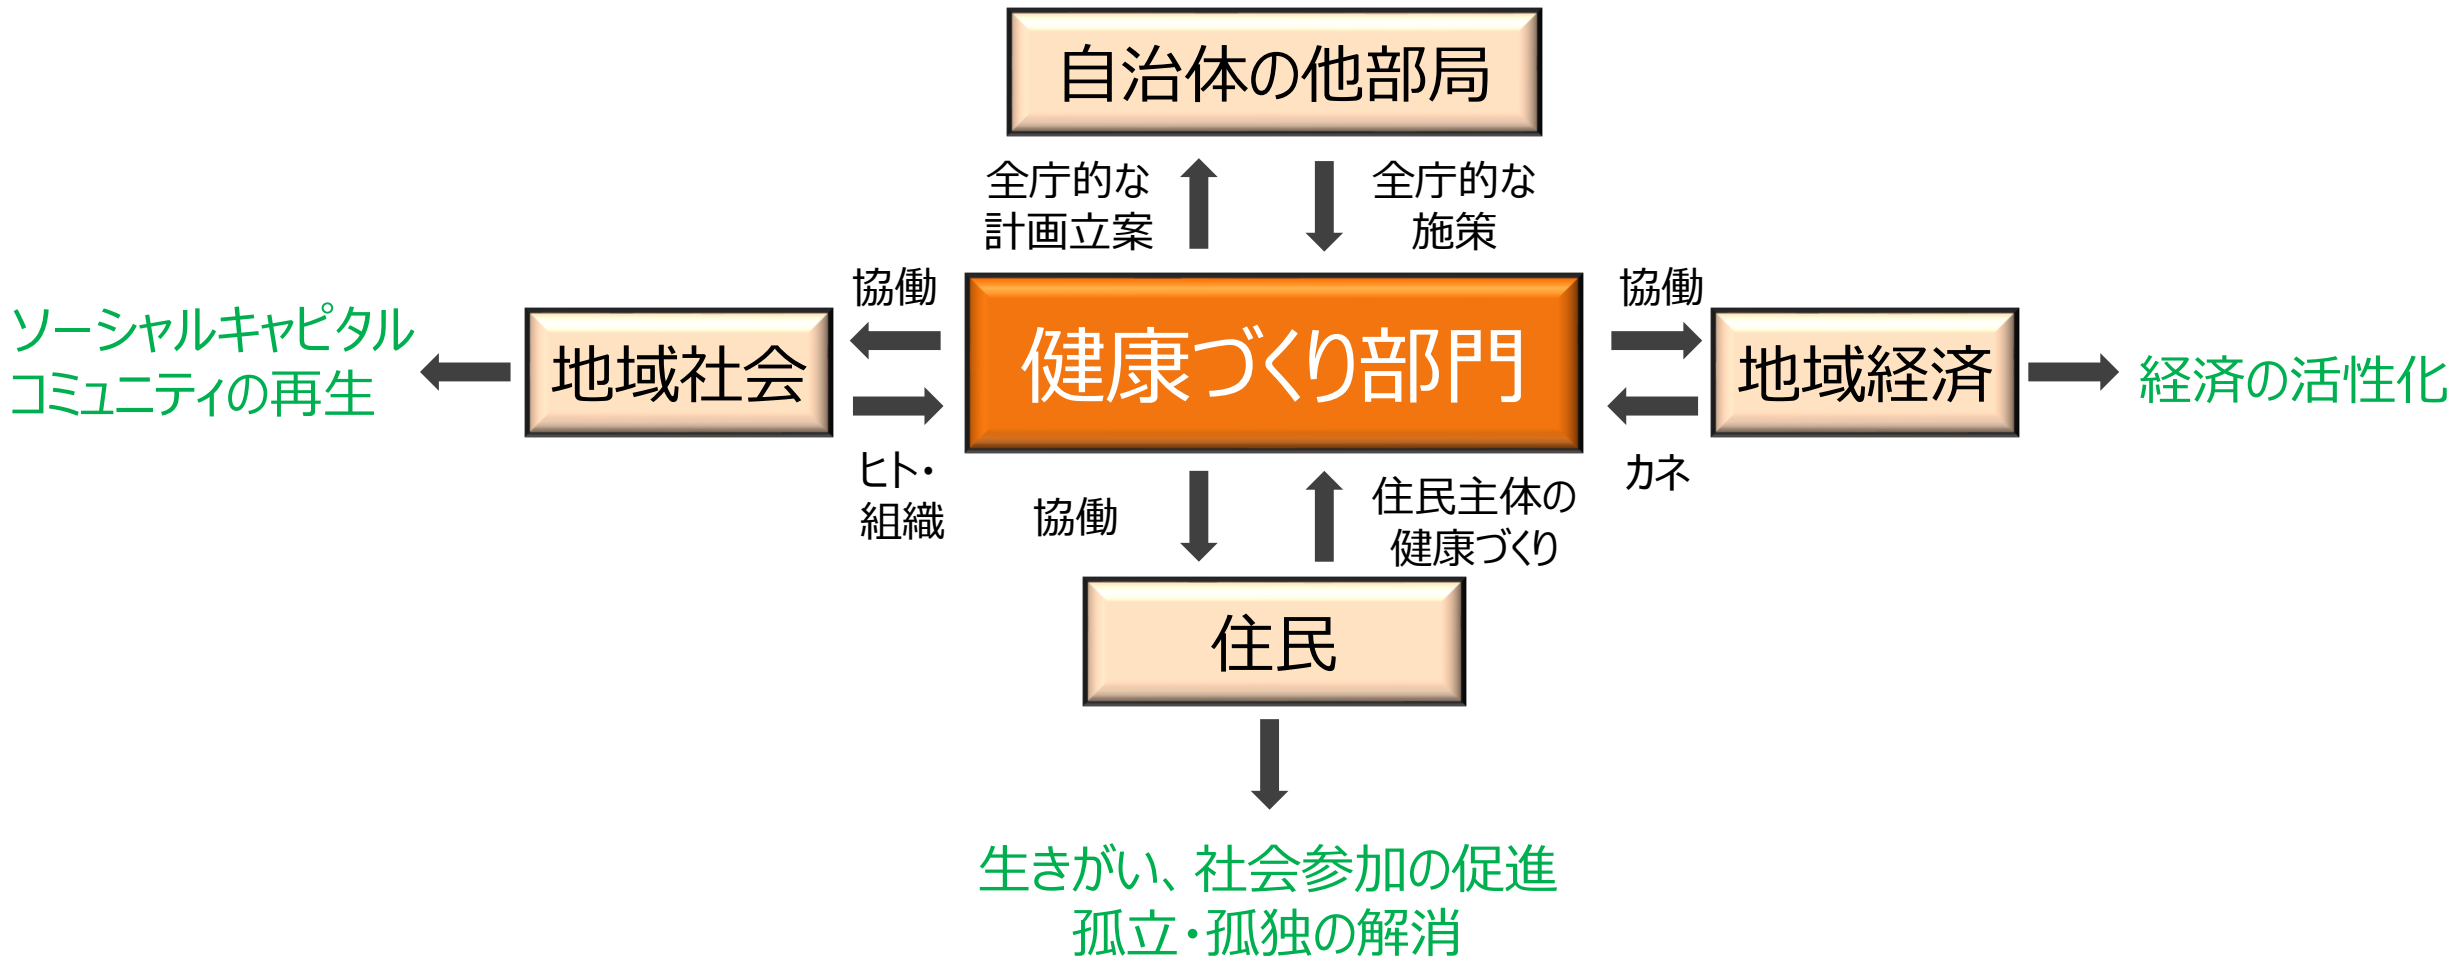 自治体の他部局
全庁的な
計画立案
全庁的な
施策
協働
協働
ソーシャルキャピタル
コミュニティの再生
地域社会
健康づくり部門
地域経済
経済の活性化
ヒト・
組織
カネ
協働
住民主体の
健康づくり
住民
生きがい、社会参加の促進
孤立・孤独の解消